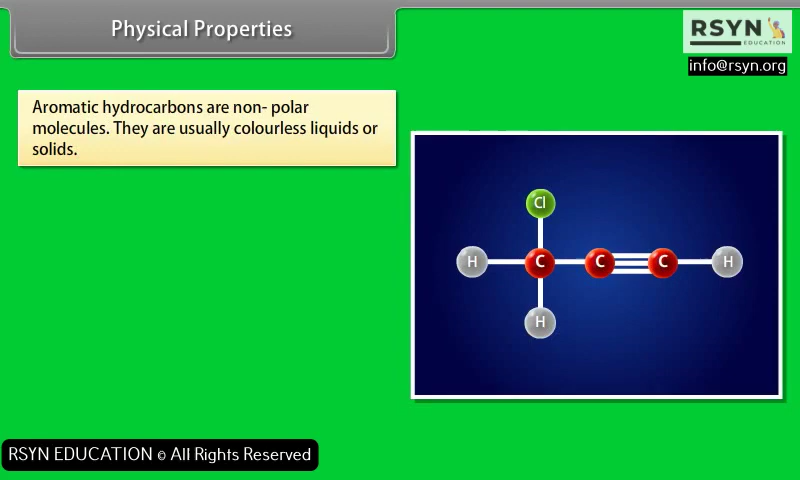 Physical Properties
RSYN
EDUCATION
info@rsyn.org
Aromatic hydrocarbons are non- polar
molecules. They are usually colourless liquids or
solids.
Cl
H C C C H
H
RSYN EDUCATION © All Rights Reserved